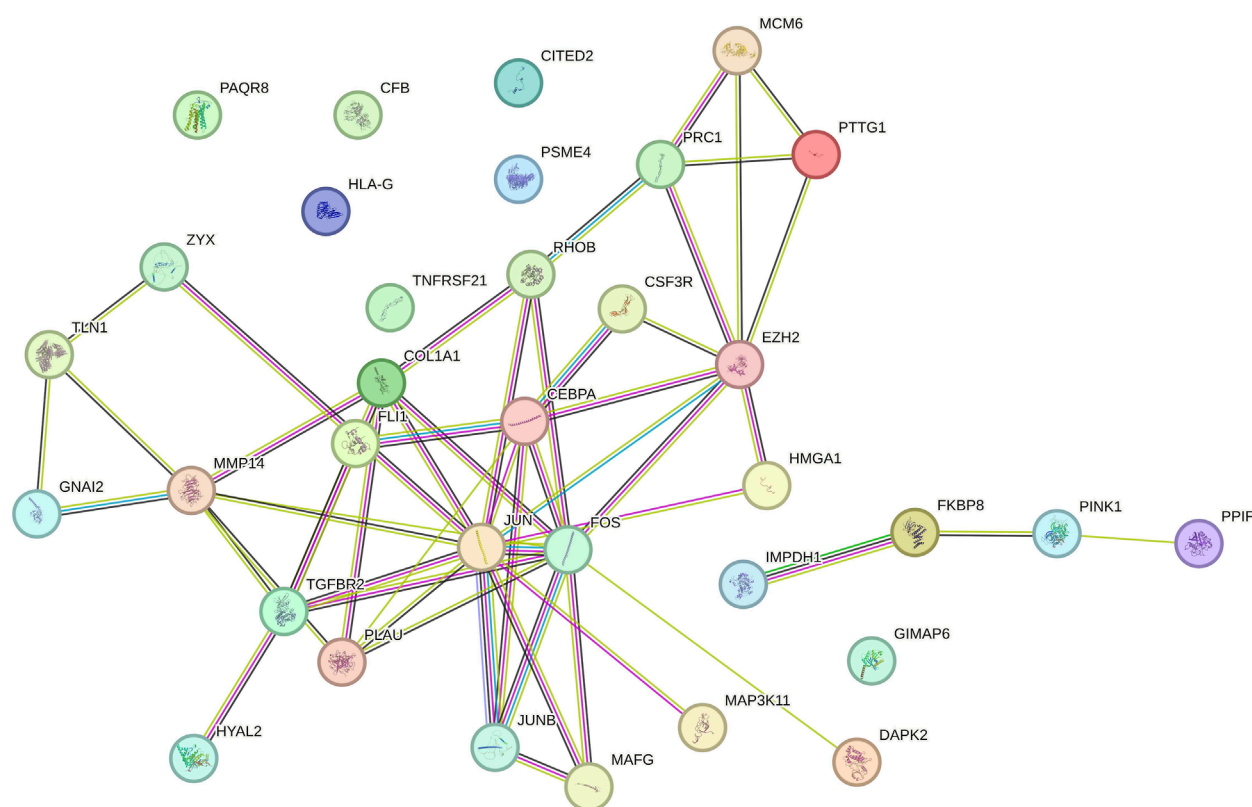 MCM6
CITED2
PAQR8
CFB
PTTG1
PRC1
PSME4
HLA-G
ZYX
RHOB
TNFRSF21
CSF3R
TLN1
EZH2
COL1A1
CEBPA
FLI1
HMGA1
MMP14
GNAI2
FKBP8
PINK1
PPIF
JUN
FOS
IMPDH1
TGFBR2
PLAU
GIMAP6
MAP3K11
HYAL2
JUNB
DAPK2
MAFG